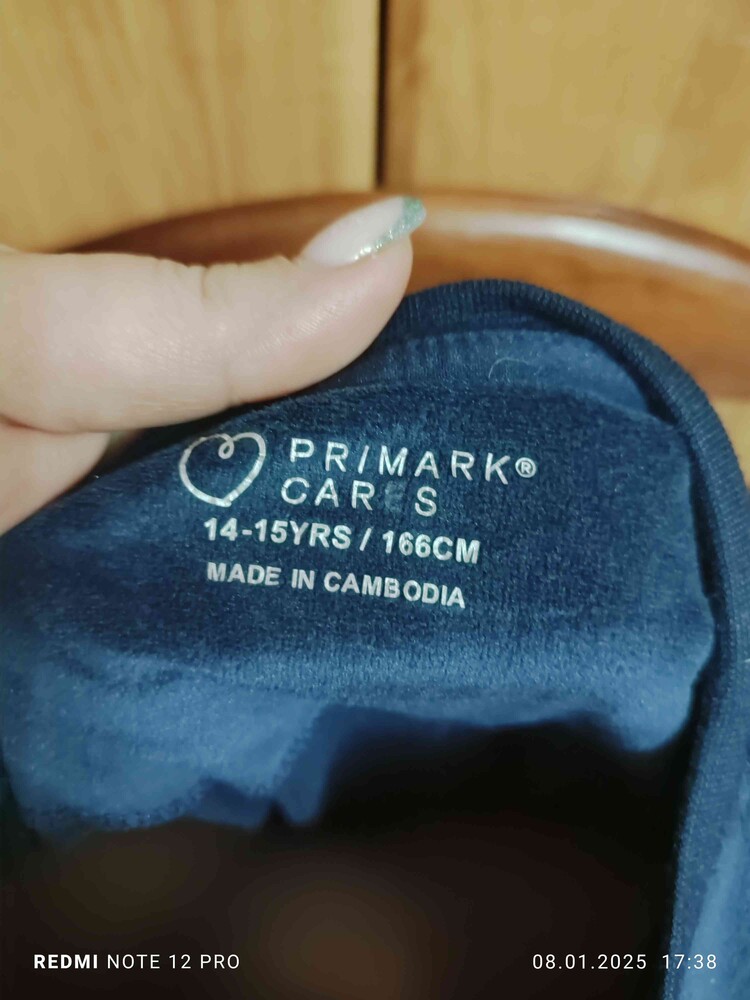 PRIMARK®
CARES
14-15YRS / 166CM
MADE IN CAMBODIA
REDMI NOTE 12 PRO
08.01.2025 17:38